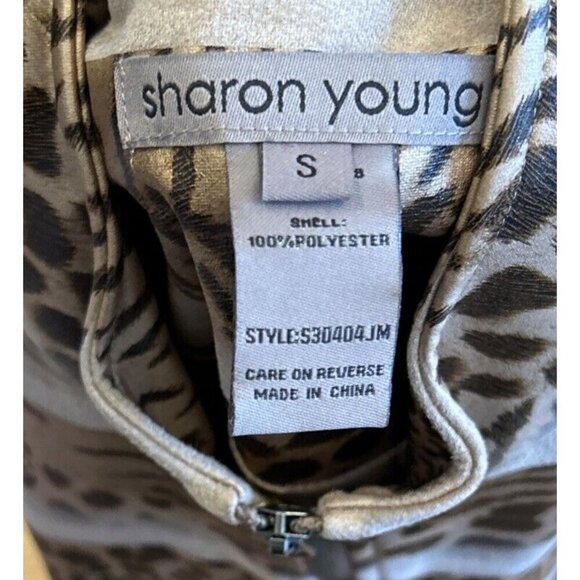 sharon young
S
SHELL:
100%POLYESTER
STYLE:S30404JM
CARE ON REVERSE
MADE IN CHINA